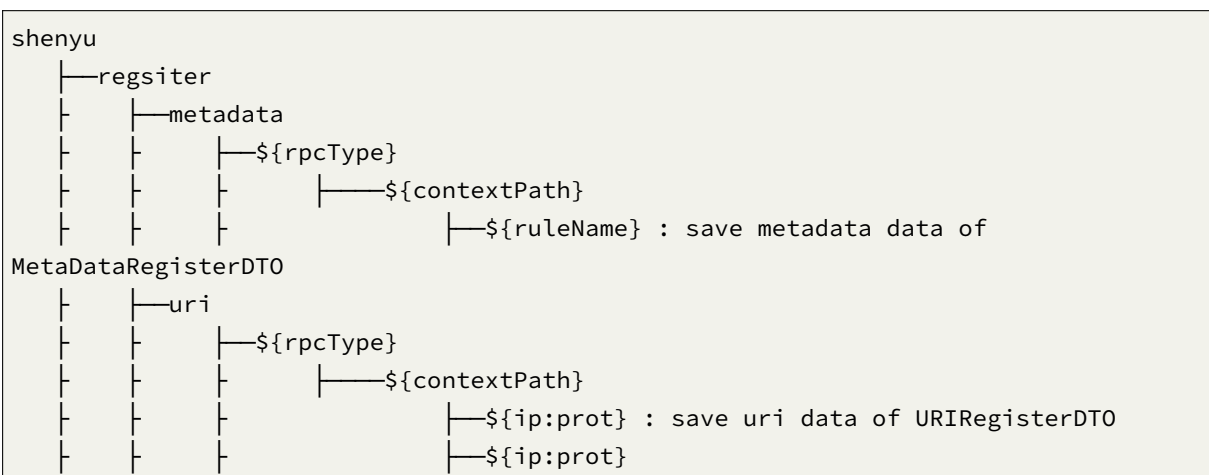 shenyu
   ├──regsiter
   ├    ├──metadata
   ├    ├     ├──${rpcType}
   ├    ├     ├     ├────${contextPath}
   ├    ├     ├             ├──${ruleName} : save metadata data of
MetaDataRegisterDTO
   ├    ├──uri
   ├    ├     ├──${rpcType}
   ├    ├     ├     ├────${contextPath}
   ├    ├     ├             ├──${ip:prot} : save uri data of URIRegisterDTO
   ├    ├     ├             ├──${ip:prot}